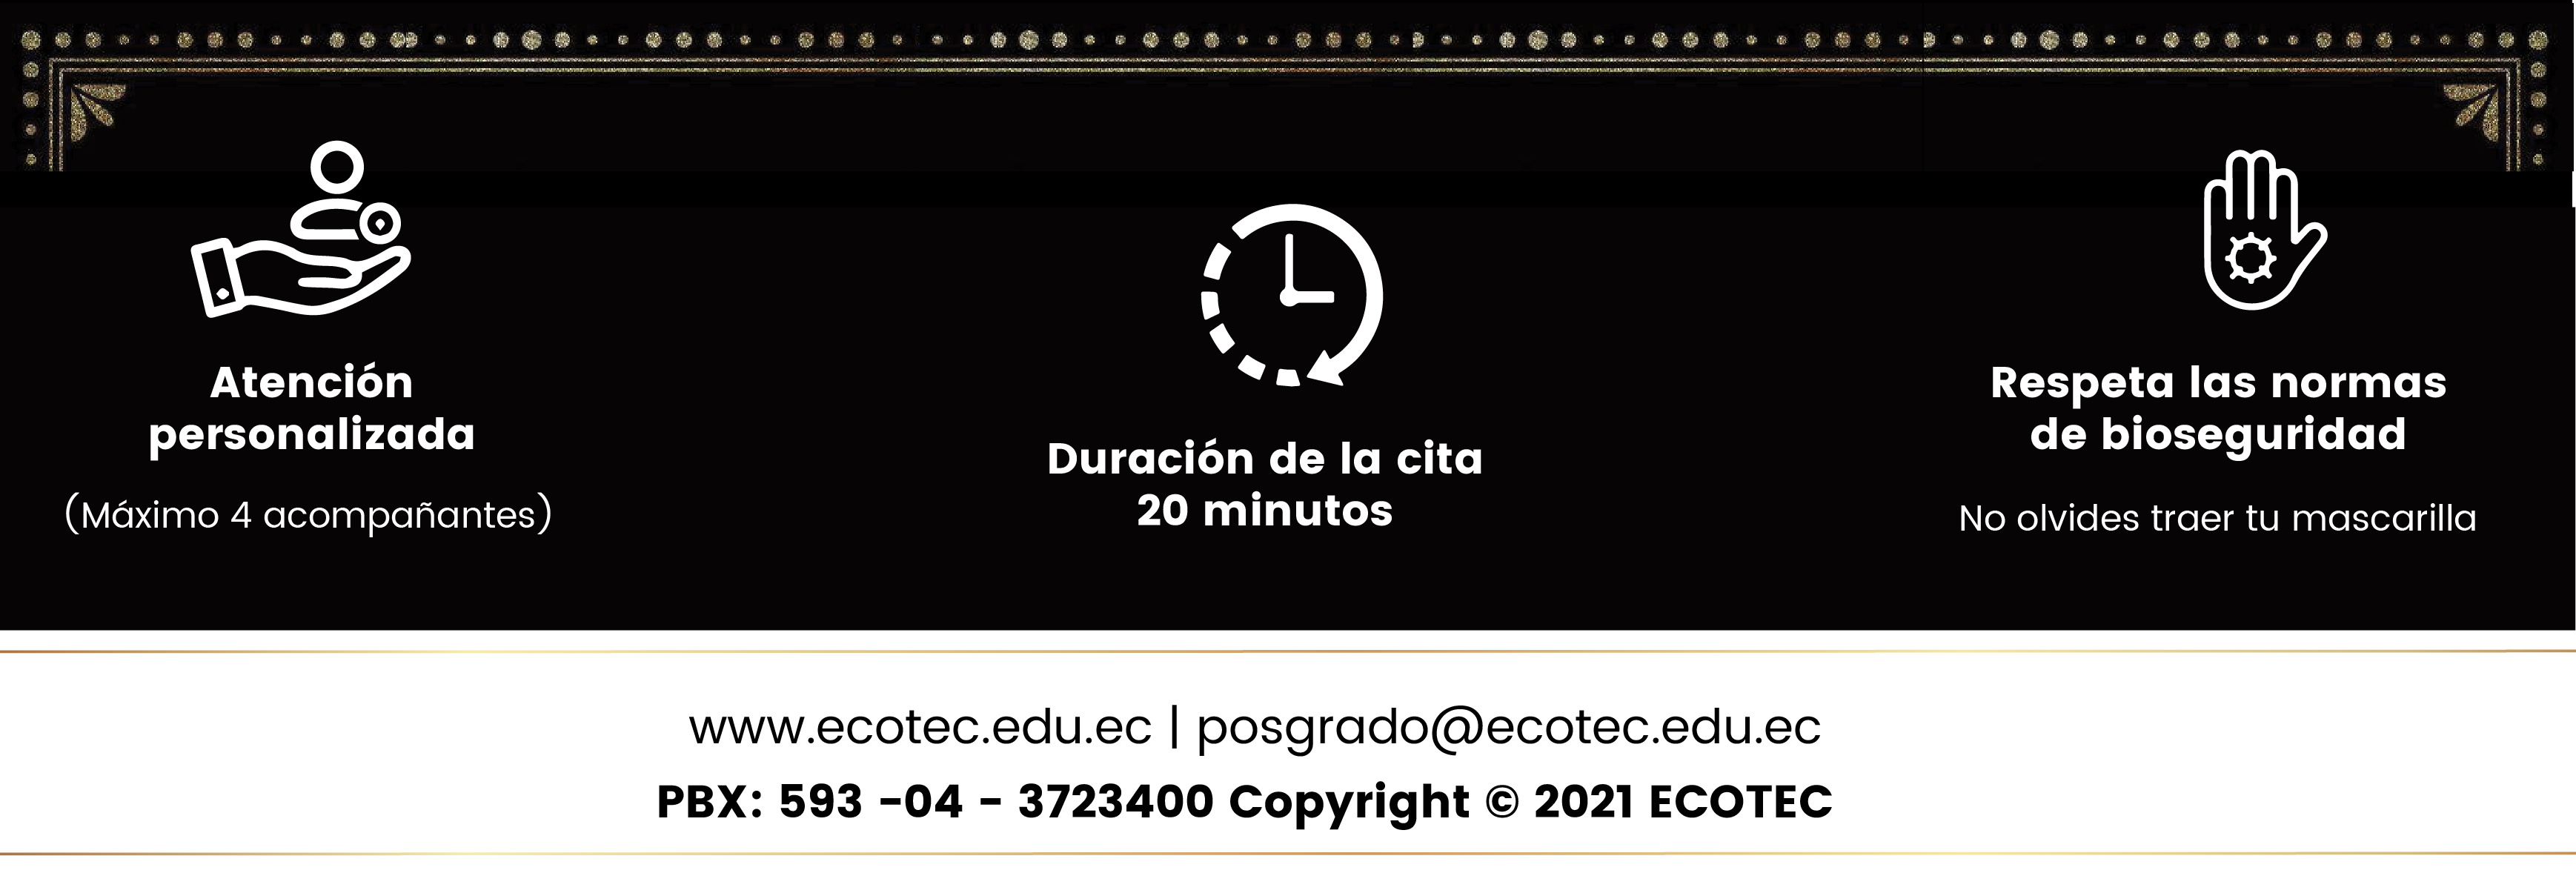 Atención
personalizada
(Máximo 4 acompañantes)
Duración de la cita
20 minutos
Respeta las normas
de bioseguridad
No olvides traer tu mascarilla
www.ecotec.edu.ec | posgrado@ecotec.edu.ec
PBX: 593 -04 - 3723400 Copyright © 2021 ECOTEC